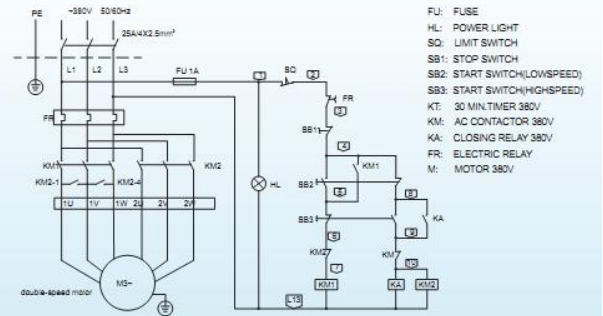 PE ~380V 50/60Hz
25A/4X2.5mm²
L1 L2 L3
FU 1A
1
SQ
2
FR
3
SB1
4
FR
KM1
KM2
KM2-1
KM2-4
1U 1V 1W 2U 2V 2W
M3~
double-speed motor
HL
KM1
SB2
5
8
KA
SB3
6
9
KM2
KM
7
10
L13
KM1
KA
KM2
FU: FUSE
HL: POWER LIGHT
SQ: LIMIT SWITCH
SB1: STOP SWITCH
SB2: START SWITCH(LOWSPEED)
SB3: START SWITCH(HIGHSPEED)
KT: 30 MIN.TIMER 380V
KM: AC CONTACTOR 380V
KA: CLOSING RELAY 380V
FR: ELECTRIC RELAY
M: MOTOR 380V